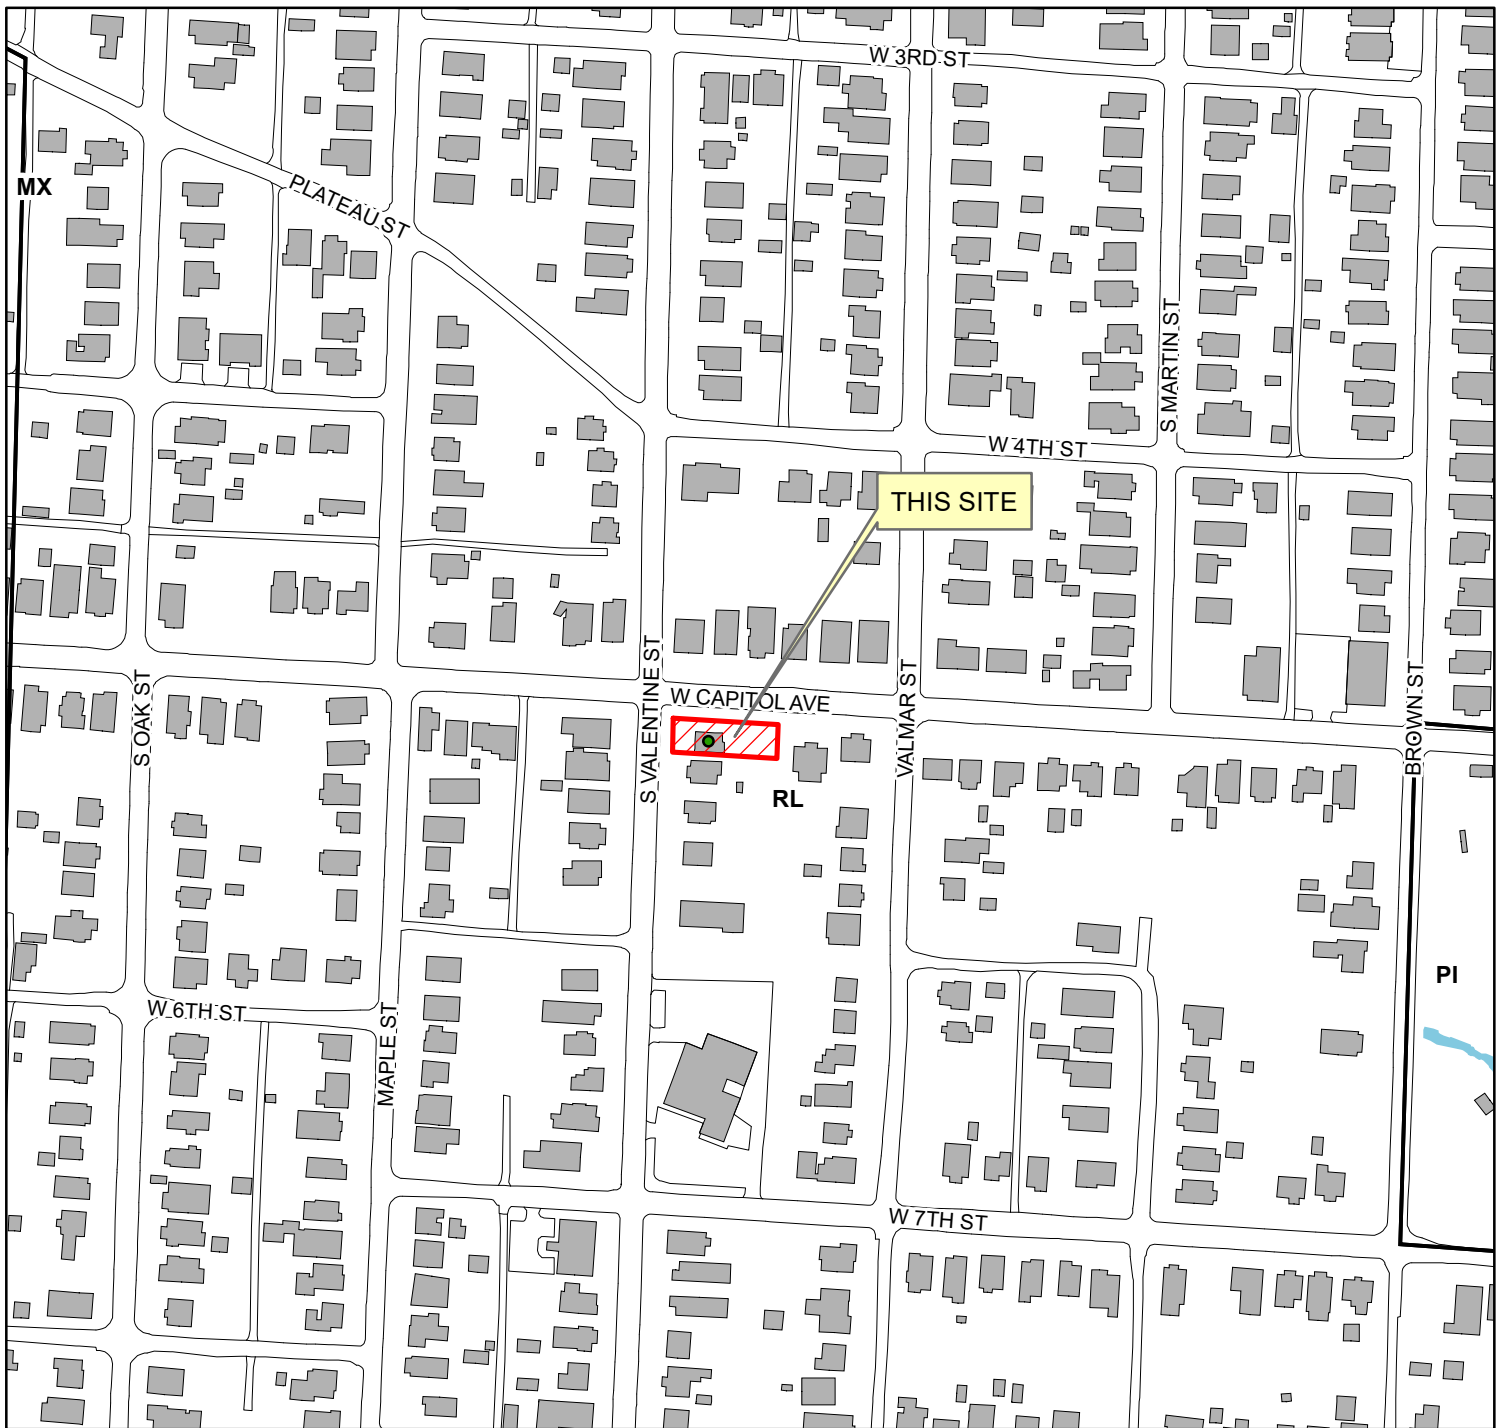 W 3RD ST
MX
PLATEAU ST
S MARTIN ST
W 4TH ST
THIS SITE
S VALENTINE ST
W CAPITOL AVE
VALMAR ST
BROWN ST
S OAK ST
RL
PI
W 6TH ST
MAPLE ST
W 7TH ST